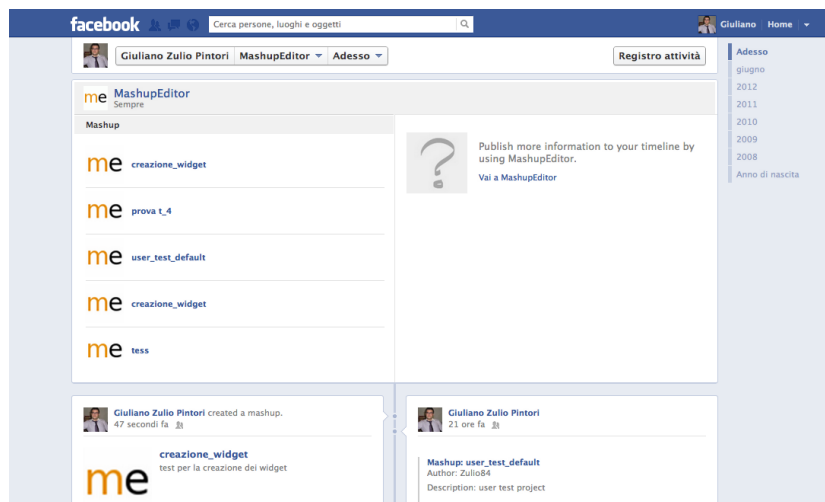 facebook
Cerca persone, luoghi e oggetti
Giuliano Home
Giuliano Zulio Pintori MashupEditor Adesso
Registro attività
Adesso
giugno
2012
2011
2010
2009
2008
Anno di nascita
me MashupEditor
Sempre
Mashup
me creazione_widget
me prova t_4
me user_test_default
me creazione_widget
me tess
?
Publish more information to your timeline by
using MashupEditor.
Vai a MashupEditor
Giuliano Zulio Pintori created a mashup.
47 secondi fa
me
creazione_widget
test per la creazione dei widget
Giuliano Zulio Pintori
21 ore fa
Mashup: user_test_default
Author: Zulio84
Description: user test project